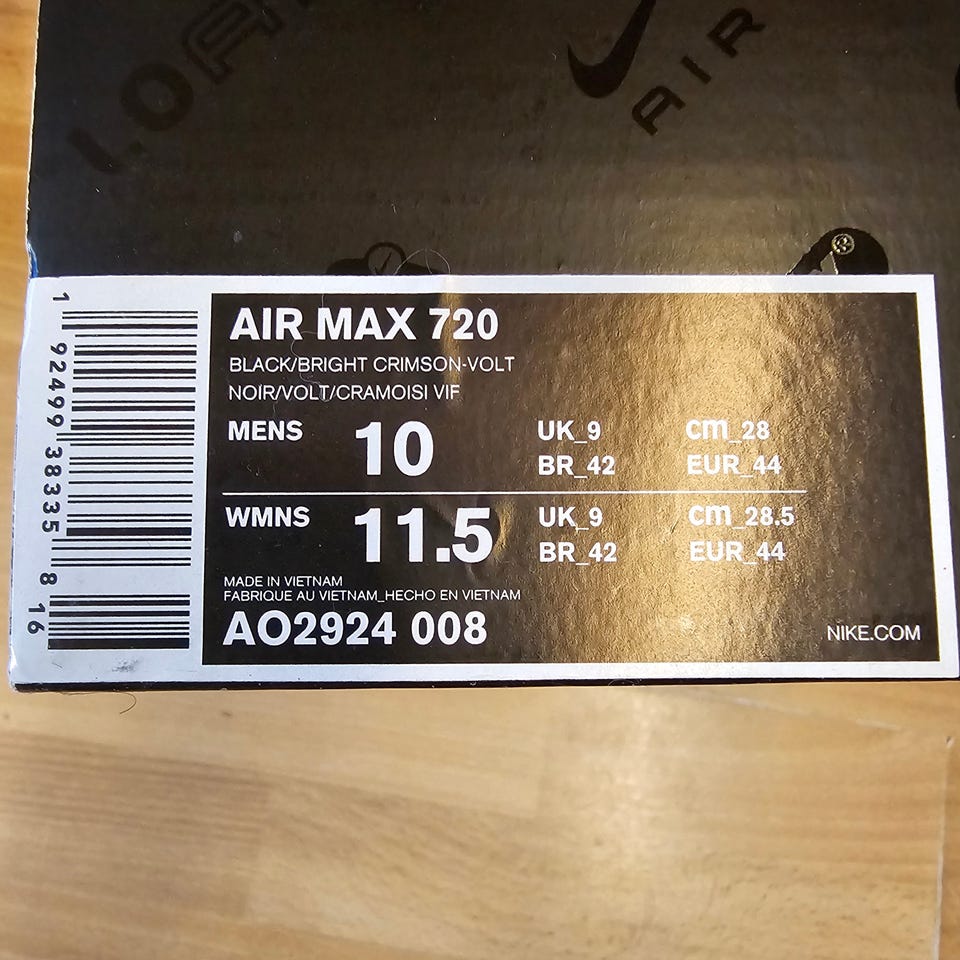 AIR
AIR MAX 720
BLACK/BRIGHT CRIMSON-VOLT
NOIR/VOLT/CRAMOISI VIF
MENS 10 UK_9 cm_28
BR_42 EUR_44
WMNS 11.5 UK_9 cm_28.5
BR_42 EUR_44
MADE IN VIETNAM
FABRIQUE AU VIETNAM_HECHO EN VIETNAM
AO2924 008
NIKE.COM
1 92499 38335 8 16